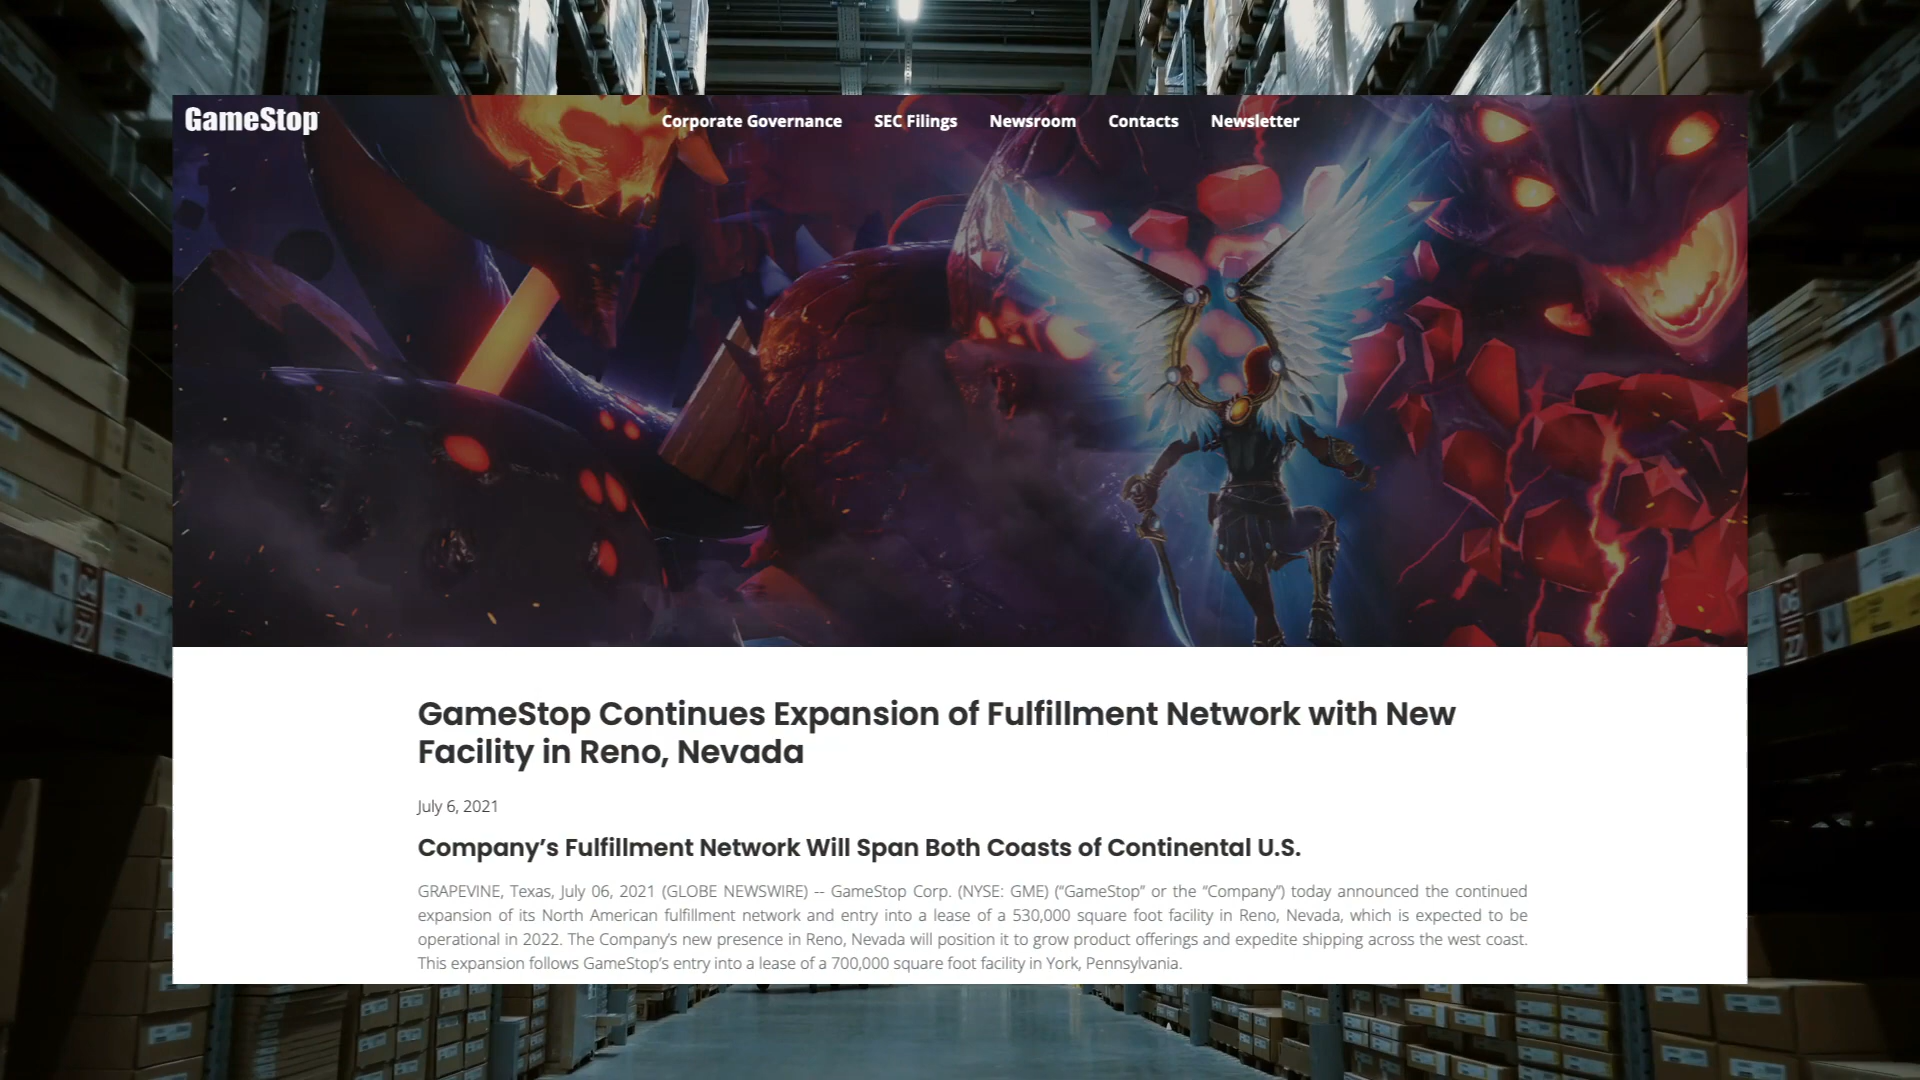 GameStop
Corporate Governance SEC Filings Newsroom Contacts Newsletter
GameStop Continues Expansion of Fulfillment Network with New
Facility in Reno, Nevada
July 6, 2021
Company’s Fulfillment Network Will Span Both Coasts of Continental U.S.
GRAPEVINE, Texas, July 06, 2021 (GLOBE NEWSWIRE) -- GameStop Corp. (NYSE: GME) (“GameStop” or the “Company”) today announced the continued
expansion of its North American fulfillment network and entry into a lease of a 530,000 square foot facility in Reno, Nevada, which is expected to be
operational in 2022. The Company’s new presence in Reno, Nevada will position it to grow product offerings and expedite shipping across the west coast.
This expansion follows GameStop’s entry into a lease of a 700,000 square foot facility in York, Pennsylvania.